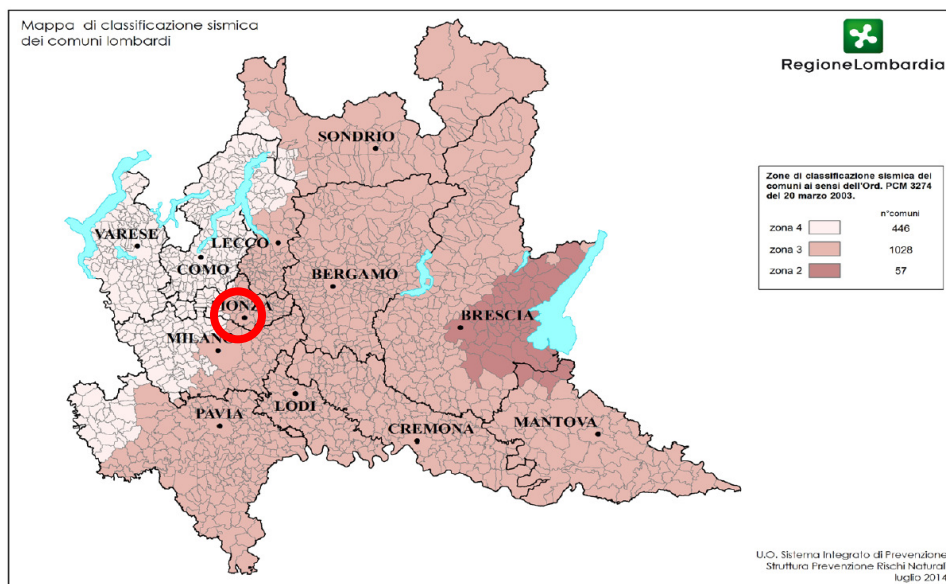 Mappa di classificazione sismica
dei comuni lombardi
RegioneLombardia
SONDRIO
VARESE
LECCO
COMO
BERGAMO
MONZA
BRESCIA
MILANO
LODI
PAVIA
CREMONA
MANTOVA
Zone di classificazione sismica dei
comuni ai sensi dell'Ord. PCM 3274
del 20 marzo 2003.
n°comuni
zona 4 446
zona 3 1028
zona 2 57
U.O. Sistema Integrato di Prevenzione
Struttura Prevenzione Rischi Natural
luglio 2014